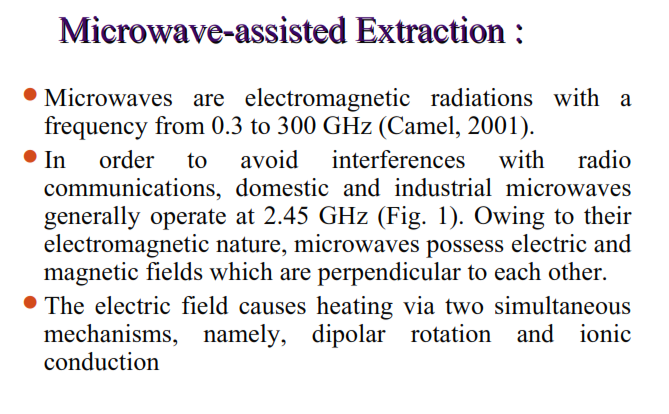 Microwave-assisted Extraction :
• Microwaves are electromagnetic radiations with a
frequency from 0.3 to 300 GHz (Camel, 2001).
• In order to avoid interferences with radio
communications, domestic and industrial microwaves
generally operate at 2.45 GHz (Fig. 1). Owing to their
electromagnetic nature, microwaves possess electric and
magnetic fields which are perpendicular to each other.
• The electric field causes heating via two simultaneous
mechanisms, namely, dipolar rotation and ionic
conduction